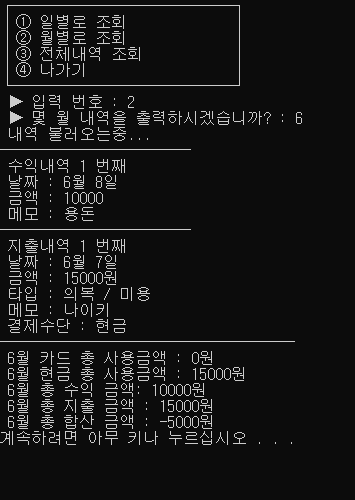 ① 일별로 조회
② 월별로 조회
③ 전체내역 조회
④ 나가기
▶ 입력 번호 : 2
▶ 몇 월 내역을 출력하시겠습니까? : 6
내역 불러오는중...
수익내역 1 번째
날짜 : 6월 8일
금액 : 10000
메모 : 용돈
지출내역 1 번째
날짜 : 6월 7일
금액 : 15000원
타입 : 의복 / 미용
메모 : 나이키
결제수단 : 현금
6월 카드 총 사용금액 : 0원
6월 현금 총 사용금액 : 15000원
6월 총 수익 금액: 10000원
6월 총 지출 금액 : 15000원
6월 총 합산 금액 : -5000원
계속하려면 아무 키나 누르십시오 . . .